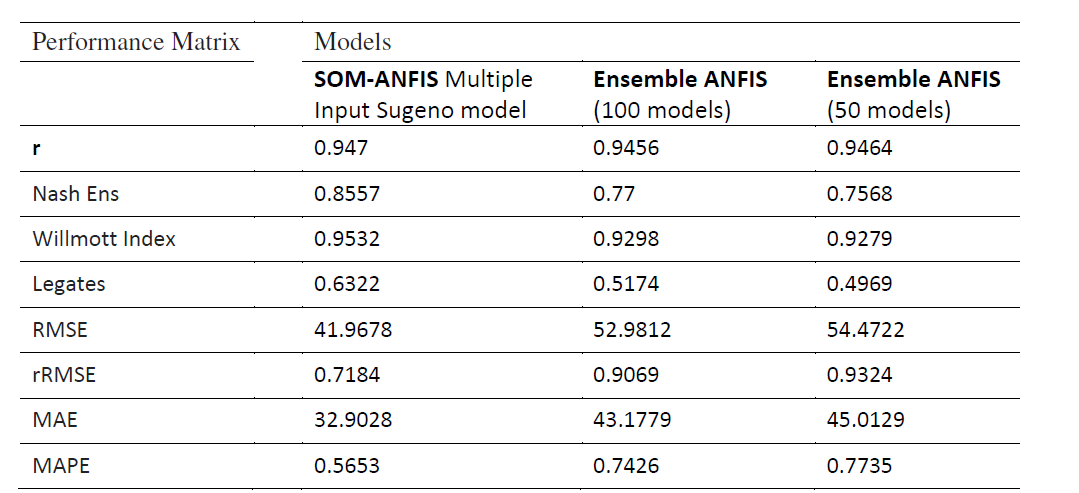 Performance Matrix Models
SOM-ANFIS Multiple Ensemble ANFIS Ensemble ANFIS
Input Sugeno model (100 models) (50 models)
r 0.947 0.9456 0.9464
Nash Ens 0.8557 0.77 0.7568
Willmott Index 0.9532 0.9298 0.9279
Legates 0.6322 0.5174 0.4969
RMSE 41.9678 52.9812 54.4722
rRMSE 0.7184 0.9069 0.9324
MAE 32.9028 43.1779 45.0129
MAPE 0.5653 0.7426 0.7735